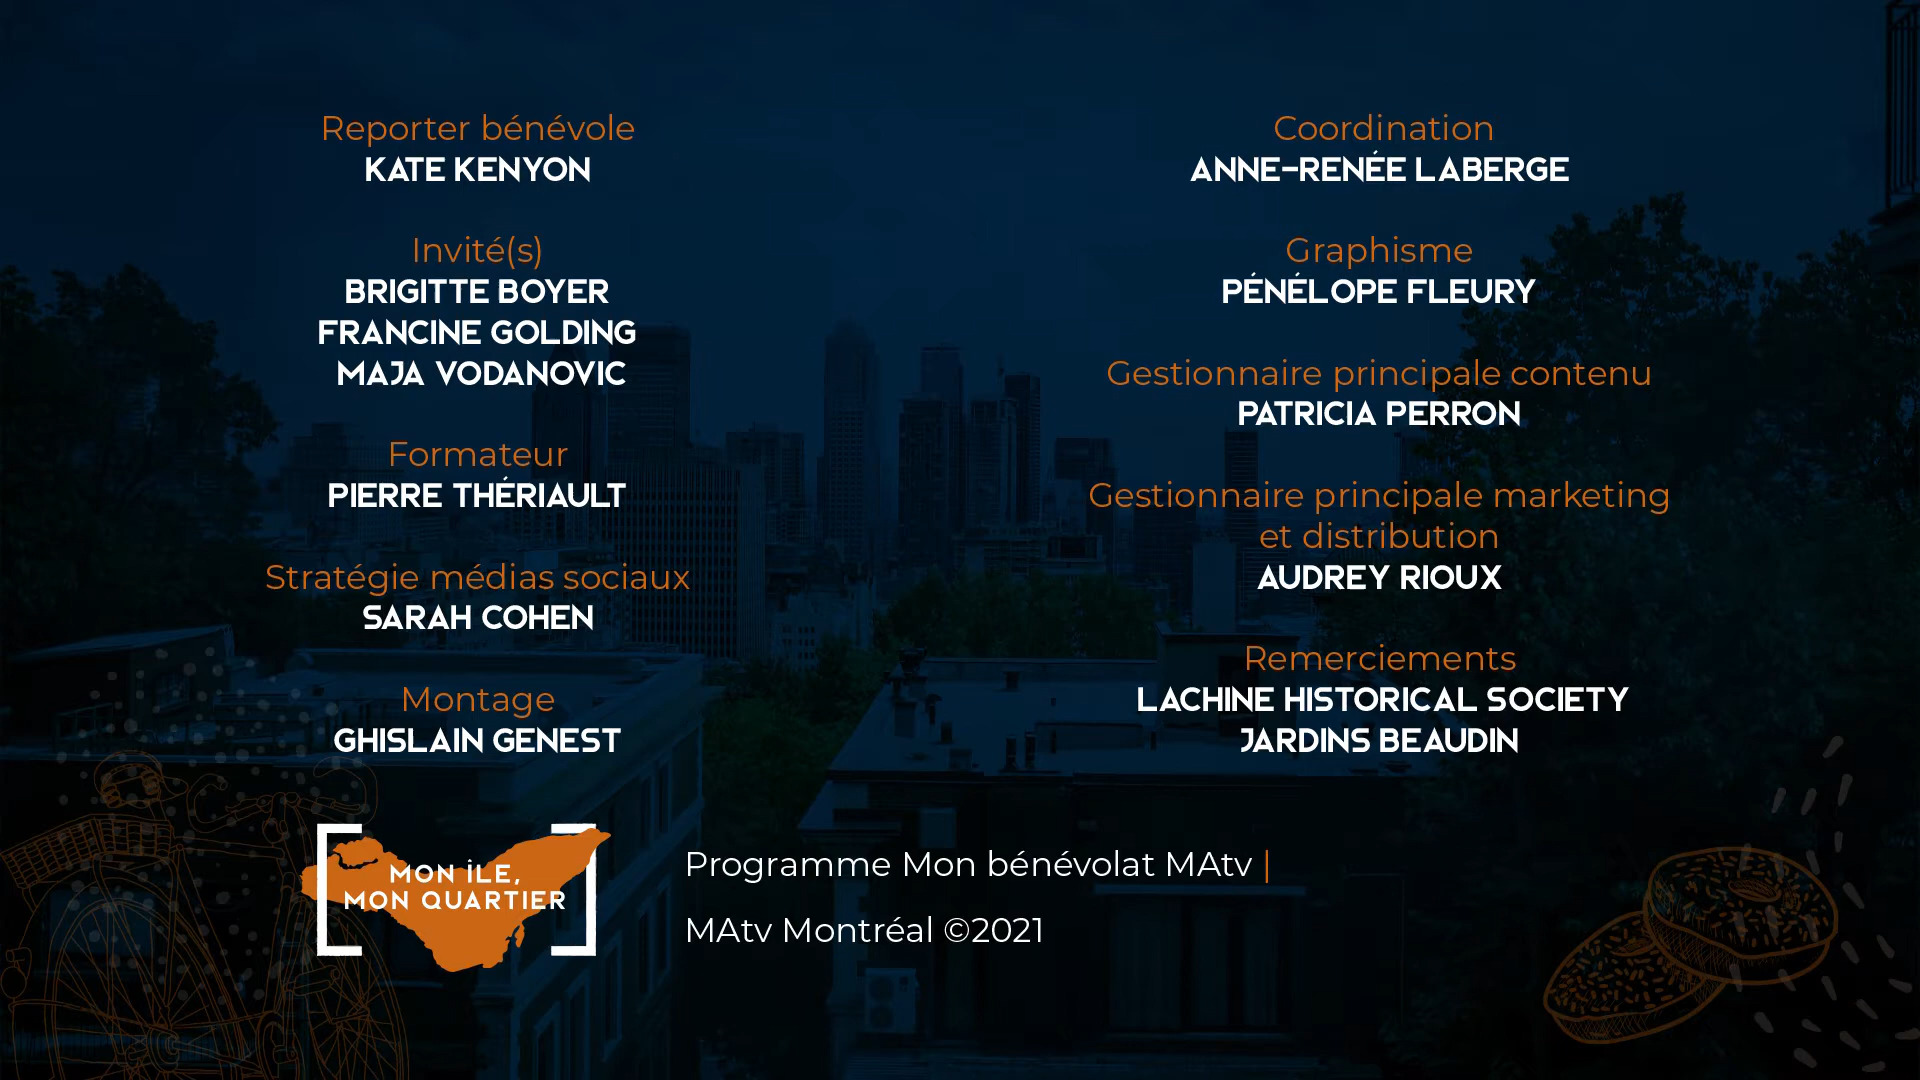 Reporter bénévole
KATE KENYON
Invité(s)
BRIGITTE BOYER
FRANCINE GOLDING
MAJA VODANOVIC
Formateur
PIERRE THÉRIAULT
Stratégie médias sociaux
SARAH COHEN
Montage
GHISLAIN GENEST
Coordination
ANNE-RENÉE LABERGE
Graphisme
PÉNÉLOPE FLEURY
Gestionnaire principale contenu
PATRICIA PERRON
Gestionnaire principale marketing
et distribution
AUDREY RIOUX
Remerciements
LACHINE HISTORICAL SOCIETY
JARDINS BEAUDIN
MON ÎLE,
MON QUARTIER
Programme Mon bénévolat MAtv |
MAtv Montréal ©2021